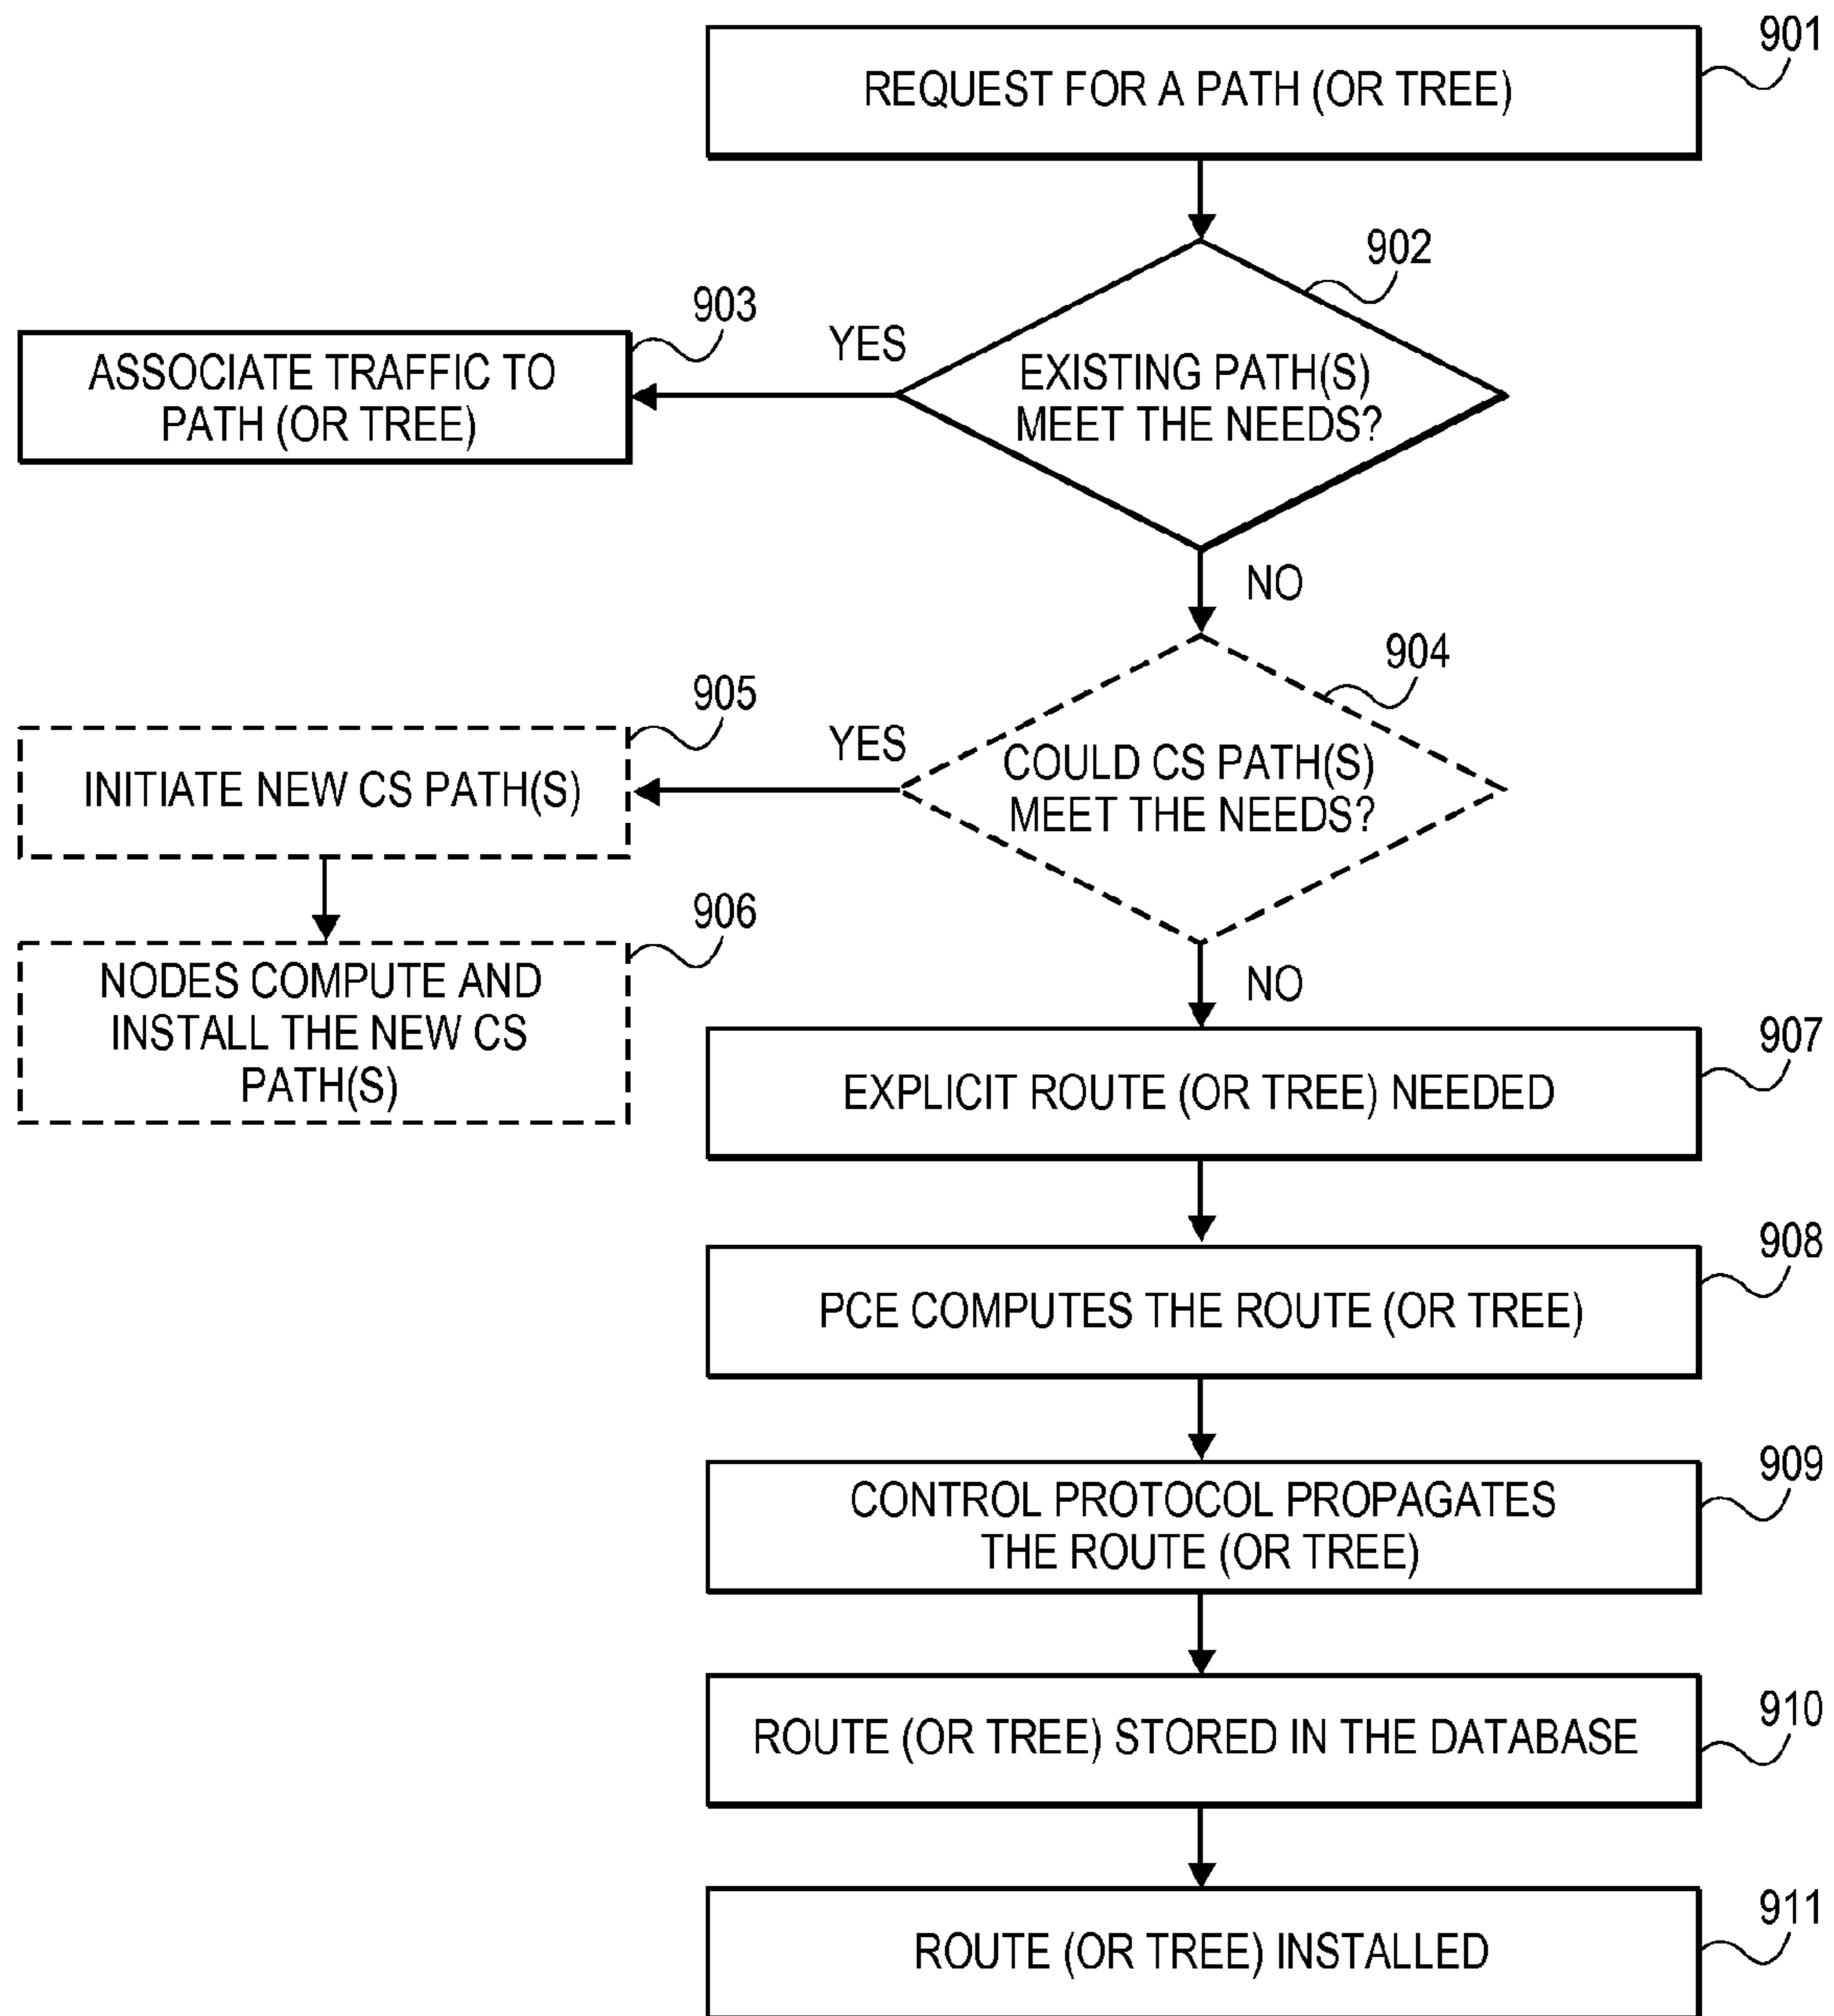 901
REQUEST FOR A PATH (OR TREE)
902
903
YES
ASSOCIATE TRAFFIC TO
PATH (OR TREE)
EXISTING PATH(S)
MEET THE NEEDS?
NO
904
905
YES
INITIATE NEW CS PATH(S)
COULD CS PATH(S)
MEET THE NEEDS?
906
NODES COMPUTE AND
INSTALL THE NEW CS
PATH(S)
NO
907
EXPLICIT ROUTE (OR TREE) NEEDED
908
PCE COMPUTES THE ROUTE (OR TREE)
909
CONTROL PROTOCOL PROPAGATES
THE ROUTE (OR TREE)
910
ROUTE (OR TREE) STORED IN THE DATABASE
911
ROUTE (OR TREE) INSTALLED